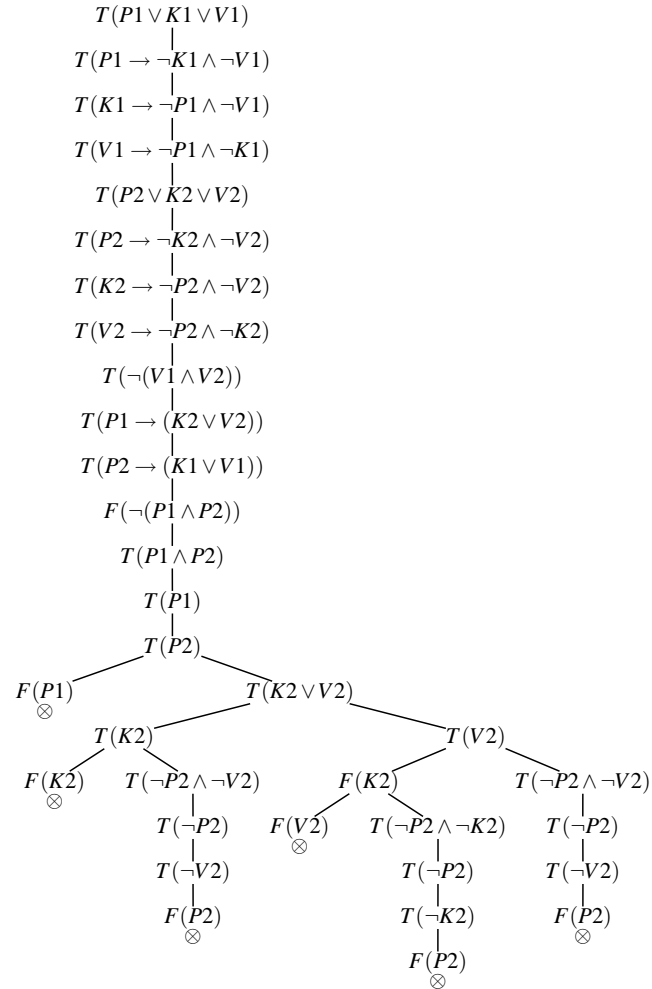 T(P1 ∨ K1 ∨ V1)
T(P1 → ¬K1 ∧ ¬V1)
T(K1 → ¬P1 ∧ ¬V1)
T(V1 → ¬P1 ∧ ¬K1)
T(P2 ∨ K2 ∨ V2)
T(P2 → ¬K2 ∧ ¬V2)
T(K2 → ¬P2 ∧ ¬V2)
T(V2 → ¬P2 ∧ ¬K2)
T(¬(V1 ∧ V2))
T(P1 → (K2 ∨ V2))
T(P2 → (K1 ∨ V1))
F(¬(P1 ∧ P2))
T(P1 ∧ P2)
T(P1)
T(P2)
F(P1) T(K2 ∨ V2)
⊗
T(K2) T(V2)
F(K2) T(¬P2 ∧ ¬V2) F(K2) T(¬P2 ∧ ¬V2)
⊗
T(¬P2) F(V2) T(¬P2 ∧ ¬K2) T(¬P2)
⊗
T(¬V2) T(¬P2) T(¬V2)
F(P2) T(¬K2) F(P2)
⊗ ⊗
F(P2)
⊗